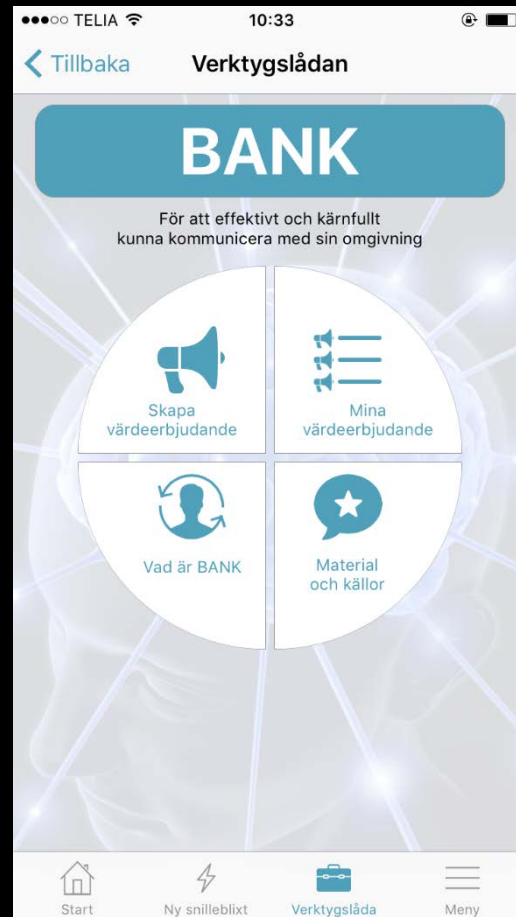 TELIA 10:33
Tillbaka Verktygslådan
BANK
För att effektivt och kärnfullt
kunna kommunicera med sin omgivning
Skapa
värdeerbjudande
Mina
värdeerbjudande
Vad är BANK
Material
och källor
Start Ny snilleblixt Verktygslåda Meny